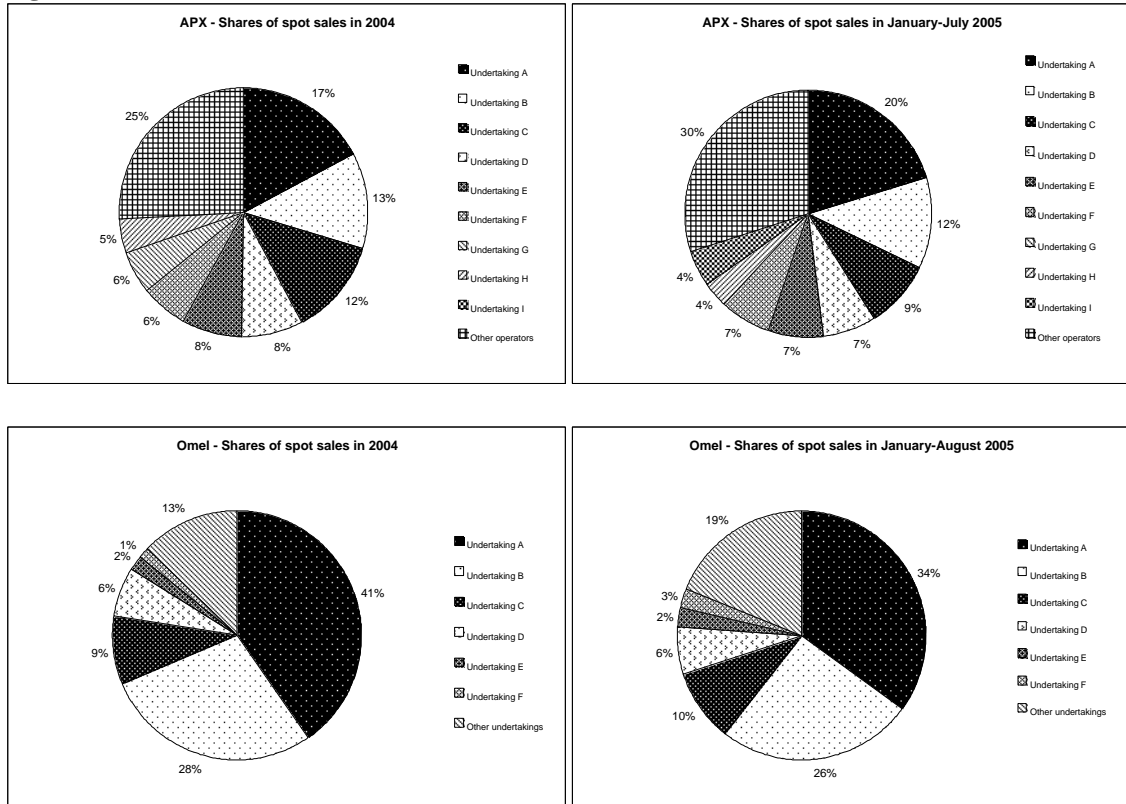 APX - Shares of spot sales in 2004
17%
13%
12%
8%
8%
6%
6%
5%
25%
Undertaking A
Undertaking B
Undertaking C
Undertaking D
Undertaking E
Undertaking F
Undertaking G
Undertaking H
Undertaking I
Other operators
APX - Shares of spot sales in January-July 2005
20%
12%
9%
7%
7%
7%
4%
4%
30%
Undertaking A
Undertaking B
Undertaking C
Undertaking D
Undertaking E
Undertaking F
Undertaking G
Undertaking H
Undertaking I
Other operators
Omel - Shares of spot sales in 2004
41%
28%
9%
6%
2%
1%
13%
Undertaking A
Undertaking B
Undertaking C
Undertaking D
Undertaking E
Undertaking F
Other undertakings
Omel - Shares of spot sales in January-August 2005
34%
26%
10%
6%
2%
3%
19%
Undertaking A
Undertaking B
Undertaking C
Undertaking D
Undertaking E
Undertaking F
Other undertakings